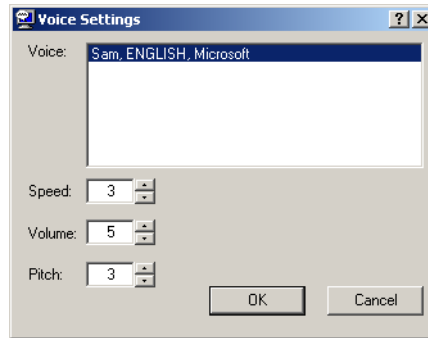 Voice Settings
Voice:
Sam, ENGLISH, Microsoft
Speed: 3
Volume: 5
Pitch: 3
OK Cancel